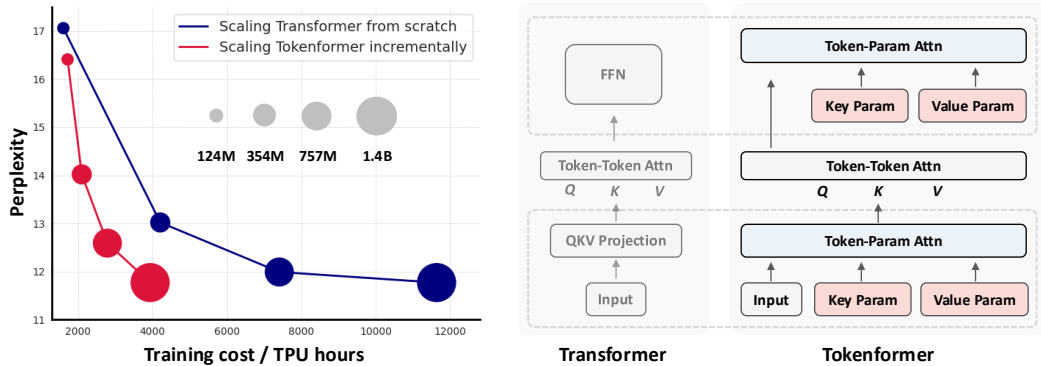 Scaling Transformer from scratch
Scaling Tokenformer incrementally
17
16
15
14
13
12
11
Perplexity
124M 354M 757M 1.4B
2000 4000 6000 8000 10000 12000
Training cost / TPU hours
FFN
Token-Token Attn
Q K V
QKV Projection
Input
Transformer
Token-Param Attn
Key Param Value Param
Token-Token Attn
Q K V
Token-Param Attn
Input Key Param Value Param
Tokenformer